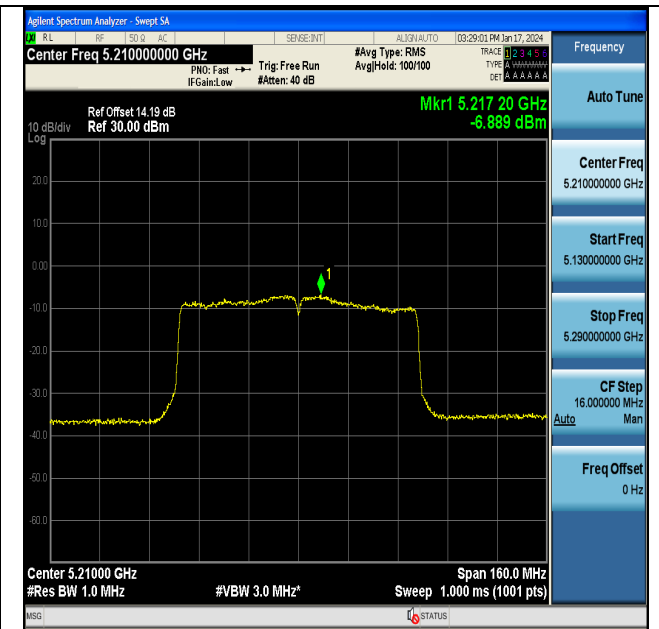 Agilent Spectrum Analyzer - Swept SA
LXI RL RF 50 Ω AC SENSE:INT ALIGN AUTO 03:29:01 PM Jan 17, 2024
Center Freq 5.210000000 GHz
PNO: Fast
IFGain:Low
Trig: Free Run
#Atten: 40 dB
#Avg Type: RMS
Avg|Hold: 100/100
TRACE 1 2 3 4 5 6
TYPE A WWWWW
DET A A A A A A
Frequency
Auto Tune
Mkr1 5.217 20 GHz
-6.889 dBm
Ref Offset 14.19 dB
10 dB/div Ref 30.00 dBm
Log
20.0
10.0
0.00
-10.0
-20.0
-30.0
-40.0
-50.0
-60.0
1
Center Freq
5.210000000 GHz
Start Freq
5.130000000 GHz
Stop Freq
5.290000000 GHz
CF Step
16.000000 MHz
Auto Man
Freq Offset
0 Hz
Center 5.21000 GHz Span 160.0 MHz
#Res BW 1.0 MHz #VBW 3.0 MHz* Sweep 1.000 ms (1001 pts)
MSG STATUS